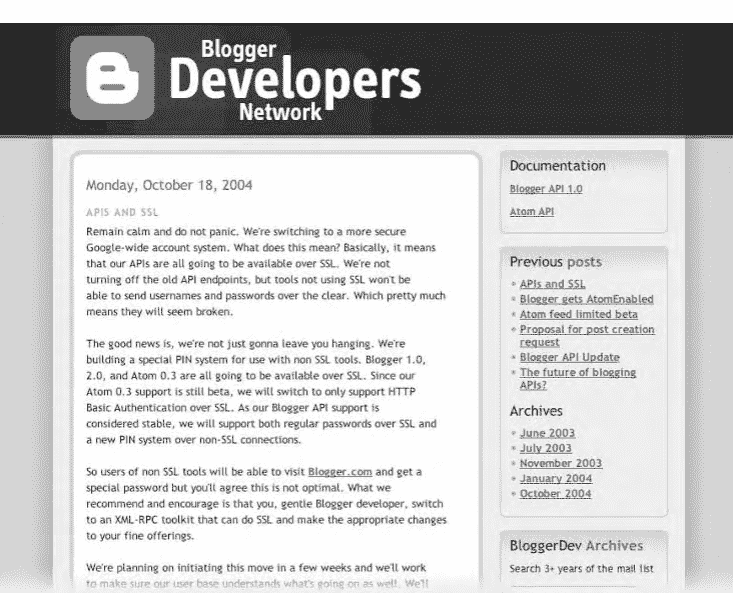 Blogger
Developers
Network
Monday, October 18, 2004
APIS AND SSL
Remain calm and do not panic. We're switching to a more secure
Google-wide account system. What does this mean? Basically, it means
that our APIs are all going to be available over SSL. We're not
turning off the old API endpoints, but tools not using SSL won't be
able to send usernames and passwords over the clear. Which pretty much
means they will seem broken.
The good news is, we're not just gonna leave you hanging. We're
building a special PIN system for use with non SSL tools. Blogger 1.0,
2.0, and Atom 0.3 are all going to be available over SSL. Since our
Atom 0.3 support is still beta, we will switch to only support HTTP
Basic Authentication over SSL. As our Blogger API support is
considered stable, we will support both regular passwords over SSL and
a new PIN system over non-SSL connections.
So users of non SSL tools will be able to visit Blogger.com and get a
special password but you'll agree this is not optimal. What we
recommend and encourage is that you, gentle Blogger developer, switch
to an XML-RPC toolkit that can do SSL and make the appropriate changes
to your fine offerings.
We're planning on initiating this move in a few weeks and we'll work
to make sure our user base understands what's going on as well. We'll
Documentation
Blogger API 1.0
Atom API
Previous posts
APIs and SSL
Blogger gets AtomEnabled
Atom feed limited beta
Proposal for post creation
request
Blogger API Update
The future of blogging
APIs?
Archives
June 2003
July 2003
November 2003
January 2004
October 2004
BloggerDev Archives
Search 3+ years of the mail list